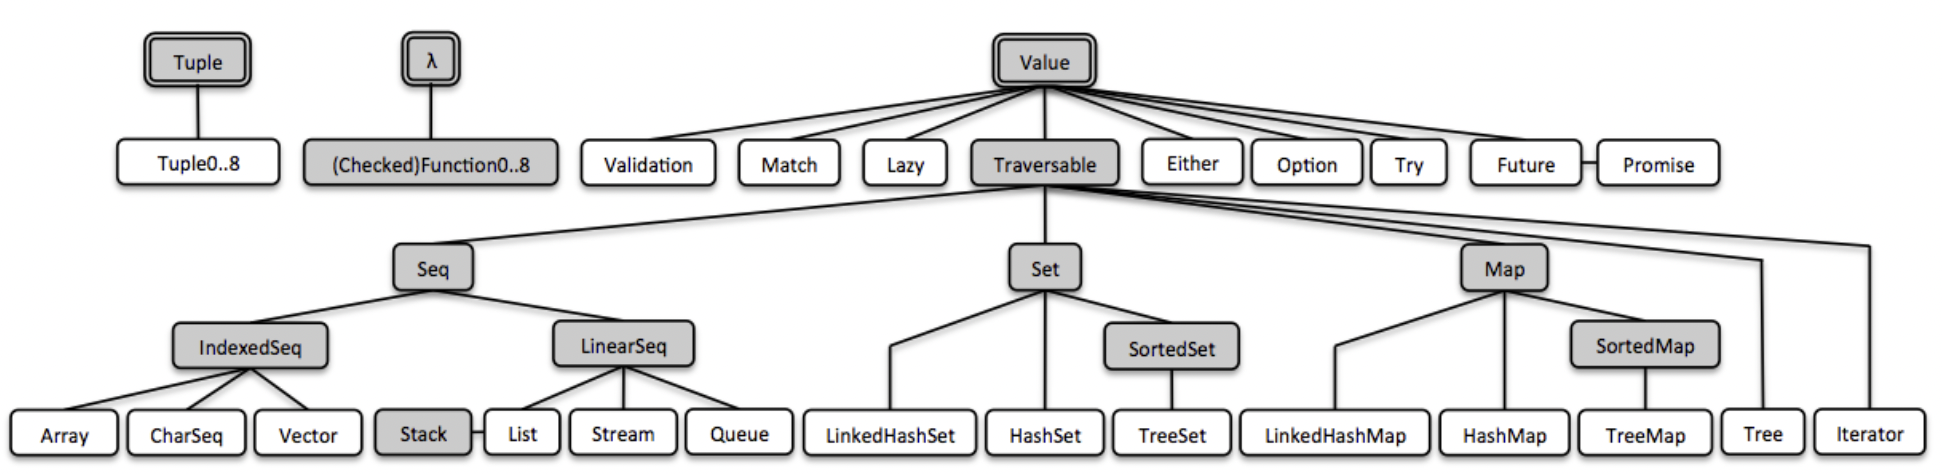 Tuple
λ
Value
Tuple0..8
(Checked)Function0..8
Validation
Match
Lazy
Traversable
Either
Option
Try
Future
Promise
Seq
Set
Map
IndexedSeq
LinearSeq
SortedSet
SortedMap
Array
CharSeq
Vector
Stack
List
Stream
Queue
LinkedHashSet
HashSet
TreeSet
LinkedHashMap
HashMap
TreeMap
Tree
Iterator